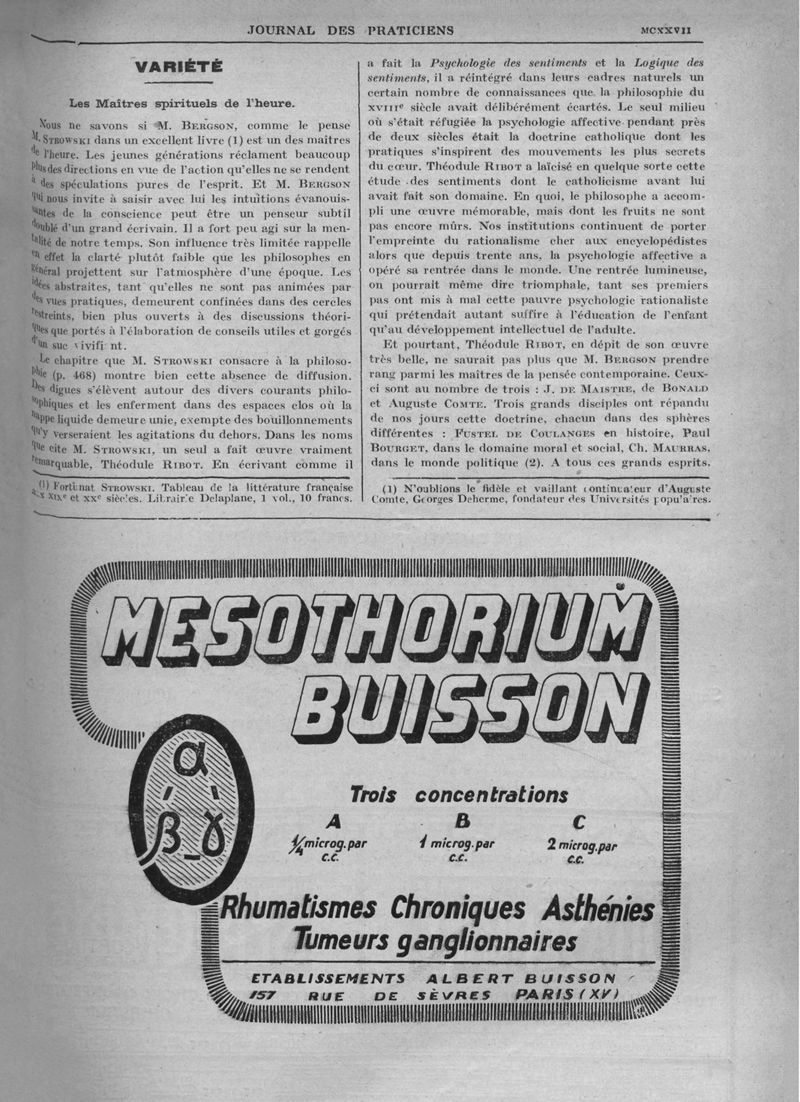 JOURNAL DES PRATICIENS MCXXVII
VARIÉTÉ
Les Maîtres spirituels de l'heure.
Nous ne savons si M. BERGSON, comme le pense
M. STROWSKI dans un excellent livre (1) est un des maîtres
de l'heure. Les jeunes générations réclament beaucoup
plus des directions en vue de l'action qu'elles ne se rendent
à des spéculations pures de l'esprit. Et M. BERGSON
qui nous invite à saisir avec lui les intuitions évanouis-
santes de la conscience peut être un penseur subtil
doublé d'un grand écrivain. Il a fort peu agi sur la men-
talité de notre temps. Son influence très limitée rappelle
en effet la clarté plutôt faible que les philosophes en
général projettent sur l'atmosphère d'une époque. Les
idées abstraites, tant qu'elles ne sont pas animées par
des vues pratiques, demeurent confinées dans des cercles
restreints, bien plus ouverts à des discussions théori-
ques que portés à l'élaboration de conseils utiles et gorgés
d'un suc vivifi nt.
Le chapitre que M. STROWSKI consacre à la philoso-
phie (p. 468) montre bien cette absence de diffusion.
Des digues s'élèvent autour des divers courants philo-
sophiques et les enferment dans des espaces clos où la
nappe liquide demeure unie, exempte des bouillonnements
qu'y verseraient les agitations du dehors. Dans les noms
que cite M. STROWSKI, un seul a fait œuvre vraiment
remarquable, Théodule RIBOT. En écrivant comme il
(1) Fortunat STROWSKI. Tableau de la littérature française
aux XIXe et XXe siècles. Librairie Delaplane, 1 vol., 10 francs.
a fait la Psychologie des sentiments et la Logique des
sentiments, il a réintégré dans leurs cadres naturels un
certain nombre de connaissances que la philosophie du
XVIIIe siècle avait délibérément écartés. Le seul milieu
où s'était réfugiée la psychologie affective pendant près
de deux siècles était la doctrine catholique dont les
pratiques s'inspirent des mouvements les plus secrets
du cœur. Théodule RIBOT a laïcisé en quelque sorte cette
étude des sentiments dont le catholicisme avant lui
avait fait son domaine. En quoi, le philosophe a accom-
pli une œuvre mémorable, mais dont les fruits ne sont
pas encore mûrs. Nos institutions continuent de porter
l'empreinte du rationalisme cher aux encyclopédistes
alors que depuis trente ans, la psychologie affective a
opéré sa rentrée dans le monde. Une rentrée lumineuse,
on pourrait même dire triomphale, tant ses premiers
pas ont mis à mal cette pauvre psychologie rationaliste
qui prétendait autant suffire à l'éducation de l'enfant
qu'au développement intellectuel de l'adulte.
Et pourtant, Théodule RIBOT, en dépit de son œuvre
très belle, ne saurait pas plus que M. BERGSON prendre
rang parmi les maîtres de la pensée contemporaine. Ceux-
ci sont au nombre de trois : J. DE MAISTRE, de BONALD
et Auguste COMTE. Trois grands disciples ont répandu
de nos jours cette doctrine, chacun dans des sphères
différentes : FUSTEL DE COULANGES en histoire, Paul
BOURGET, dans le domaine moral et social, Ch. MAURRAS,
dans le monde politique (2). A tous ces grands esprits.
(1) N'oublions le fidèle et vaillant continuateur d'Auguste
Comte, Georges Deherme, fondateur des Universités popu'a'res.
MESOTHORIUM
BUISSON
α
β - γ
Trois concentrations
A B C
1/4 microg. par 1 microg. par 2 microg. par
c.c. c.c. c.c.
Rhumatismes Chroniques Asthénies
Tumeurs ganglionnaires
ETABLISSEMENTS ALBERT BUISSON
157 RUE DE SÈVRES PARIS (XV)